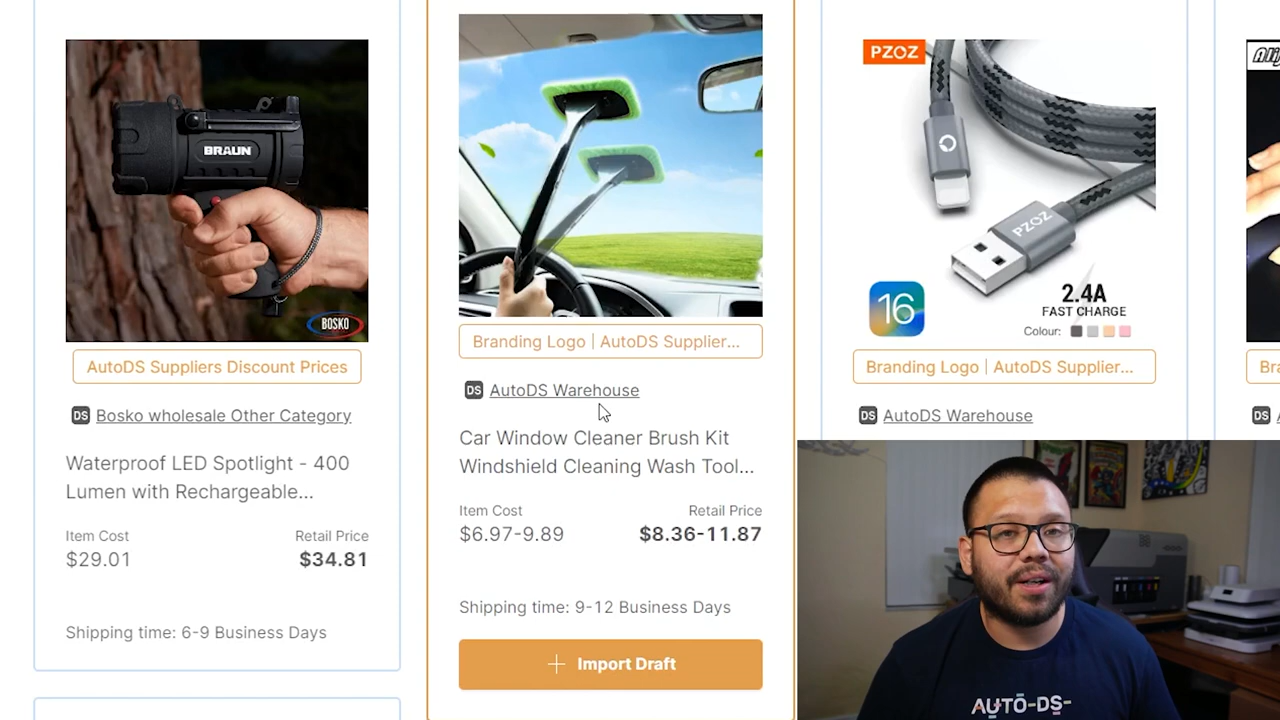 BRAUN
BOSKO
AutoDS Suppliers Discount Prices
DS Bosko wholesale Other Category
Waterproof LED Spotlight - 400
Lumen with Rechargeable...
Item Cost
Retail Price
$29.01
$34.81
Shipping time: 6-9 Business Days
Branding Logo | AutoDS Supplier...
DS AutoDS Warehouse
Car Window Cleaner Brush Kit
Windshield Cleaning Wash Tool...
Item Cost
Retail Price
$6.97-9.89
$8.36-11.87
Shipping time: 9-12 Business Days
+ Import Draft
PZOZ
PZOZ
16
2.4A
FAST CHARGE
Colour:
Branding Logo | AutoDS Supplier...
DS AutoDS Warehouse
DS
AUTO-DS-